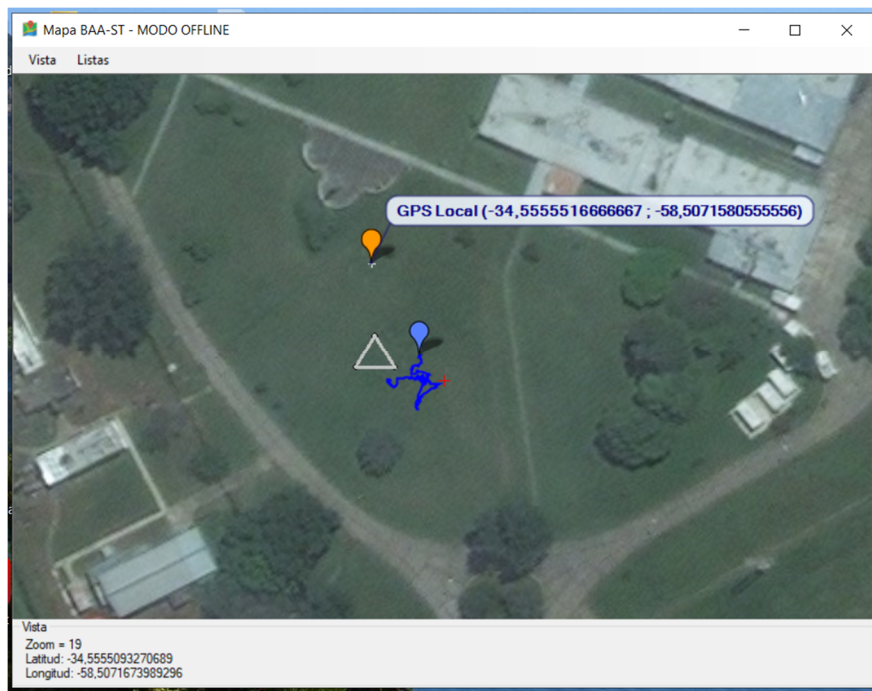 Mapa BAA-ST - MODO OFFLINE
Vista Listas
GPS Local (-34,5555516666667 ; -58,5071580555556)
Vista
Zoom = 19
Latitud: -34,5555093270689
Longitud: -58,5071673989296